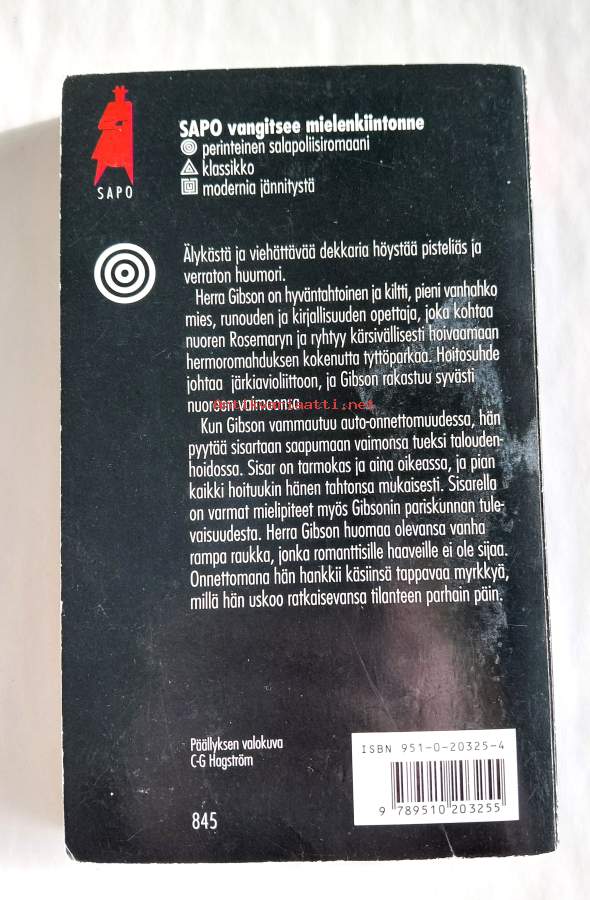 SAPO vangitsee mielenkiintonne
perinteinen salapoliisiromaani
klassikko
modernia jännitystä
SAPO
Älykästä ja viehättävää dekkaria höystää pisteliäs ja
verraton huumori.
Herra Gibson on hyväntahtoinen ja kiltti, pieni vanhahko
mies, runouden ja kirjallisuuden opettaja, joka kohtaa
nuoren Rosemaryn ja ryhtyy kärsivällisesti hoivaamaan
hermoromahduksen kokenutta tyttöparkaa. Hoitosuhde
johtaa järkiavioliittoon, ja Gibson rakastuu syvästi
nuoreen vaimoonsa.
Antikvariaatti.net
Kun Gibson vammautuu auto-onnettomuudessa, hän
pyytää sisartaan saapumaan vaimonsa tueksi talouden-
hoidossa. Sisar on tarmokas ja aina oikeassa, ja pian
kaikki hoituukin hänen tahtonsa mukaisesti. Sisarella
on varmat mielipiteet myös Gibsonin pariskunnan tule-
vaisuudesta. Herra Gibson huomaa olevansa vanha
rampa raukka, jonka romanttisille haaveille ei ole sijaa.
Onnettomana hän hankkii käsiinsä tappavaa myrkkyä,
millä hän uskoo ratkaisevansa tilanteen parhain päin.
Päällyksen valokuva
C-G Hagström
845
ISBN 951-0-20325-4
9 789510 203255